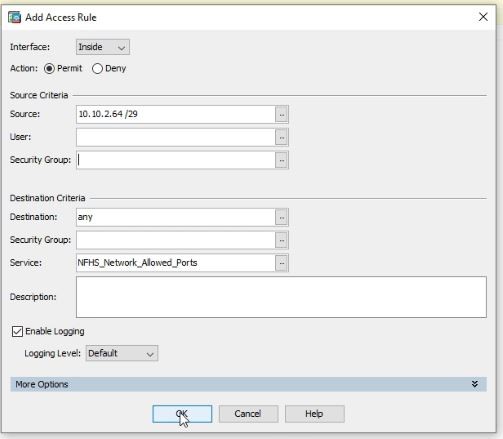 Add Access Rule
Interface: Inside
Action: Permit Deny
Source Criteria
Source: 10.10.2.64 /29
User:
Security Group:
Destination Criteria
Destination: any
Security Group:
Service: NFHS_Network_Allowed_Ports
Description:
Enable Logging
Logging Level: Default
More Options
OK Cancel Help